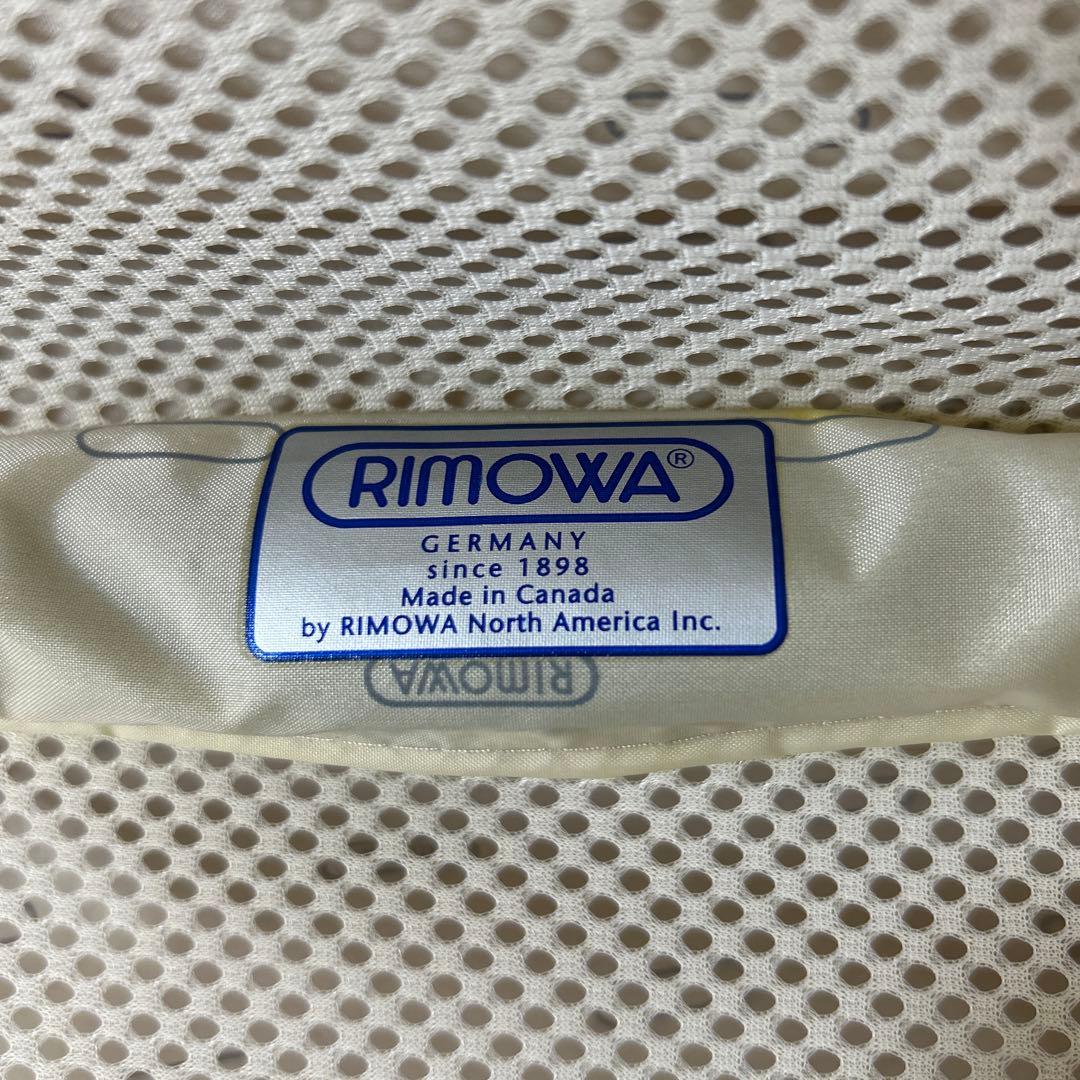 RIMOWA®
GERMANY
since 1898
Made in Canada
by RIMOWA North America Inc.
RIMOWA